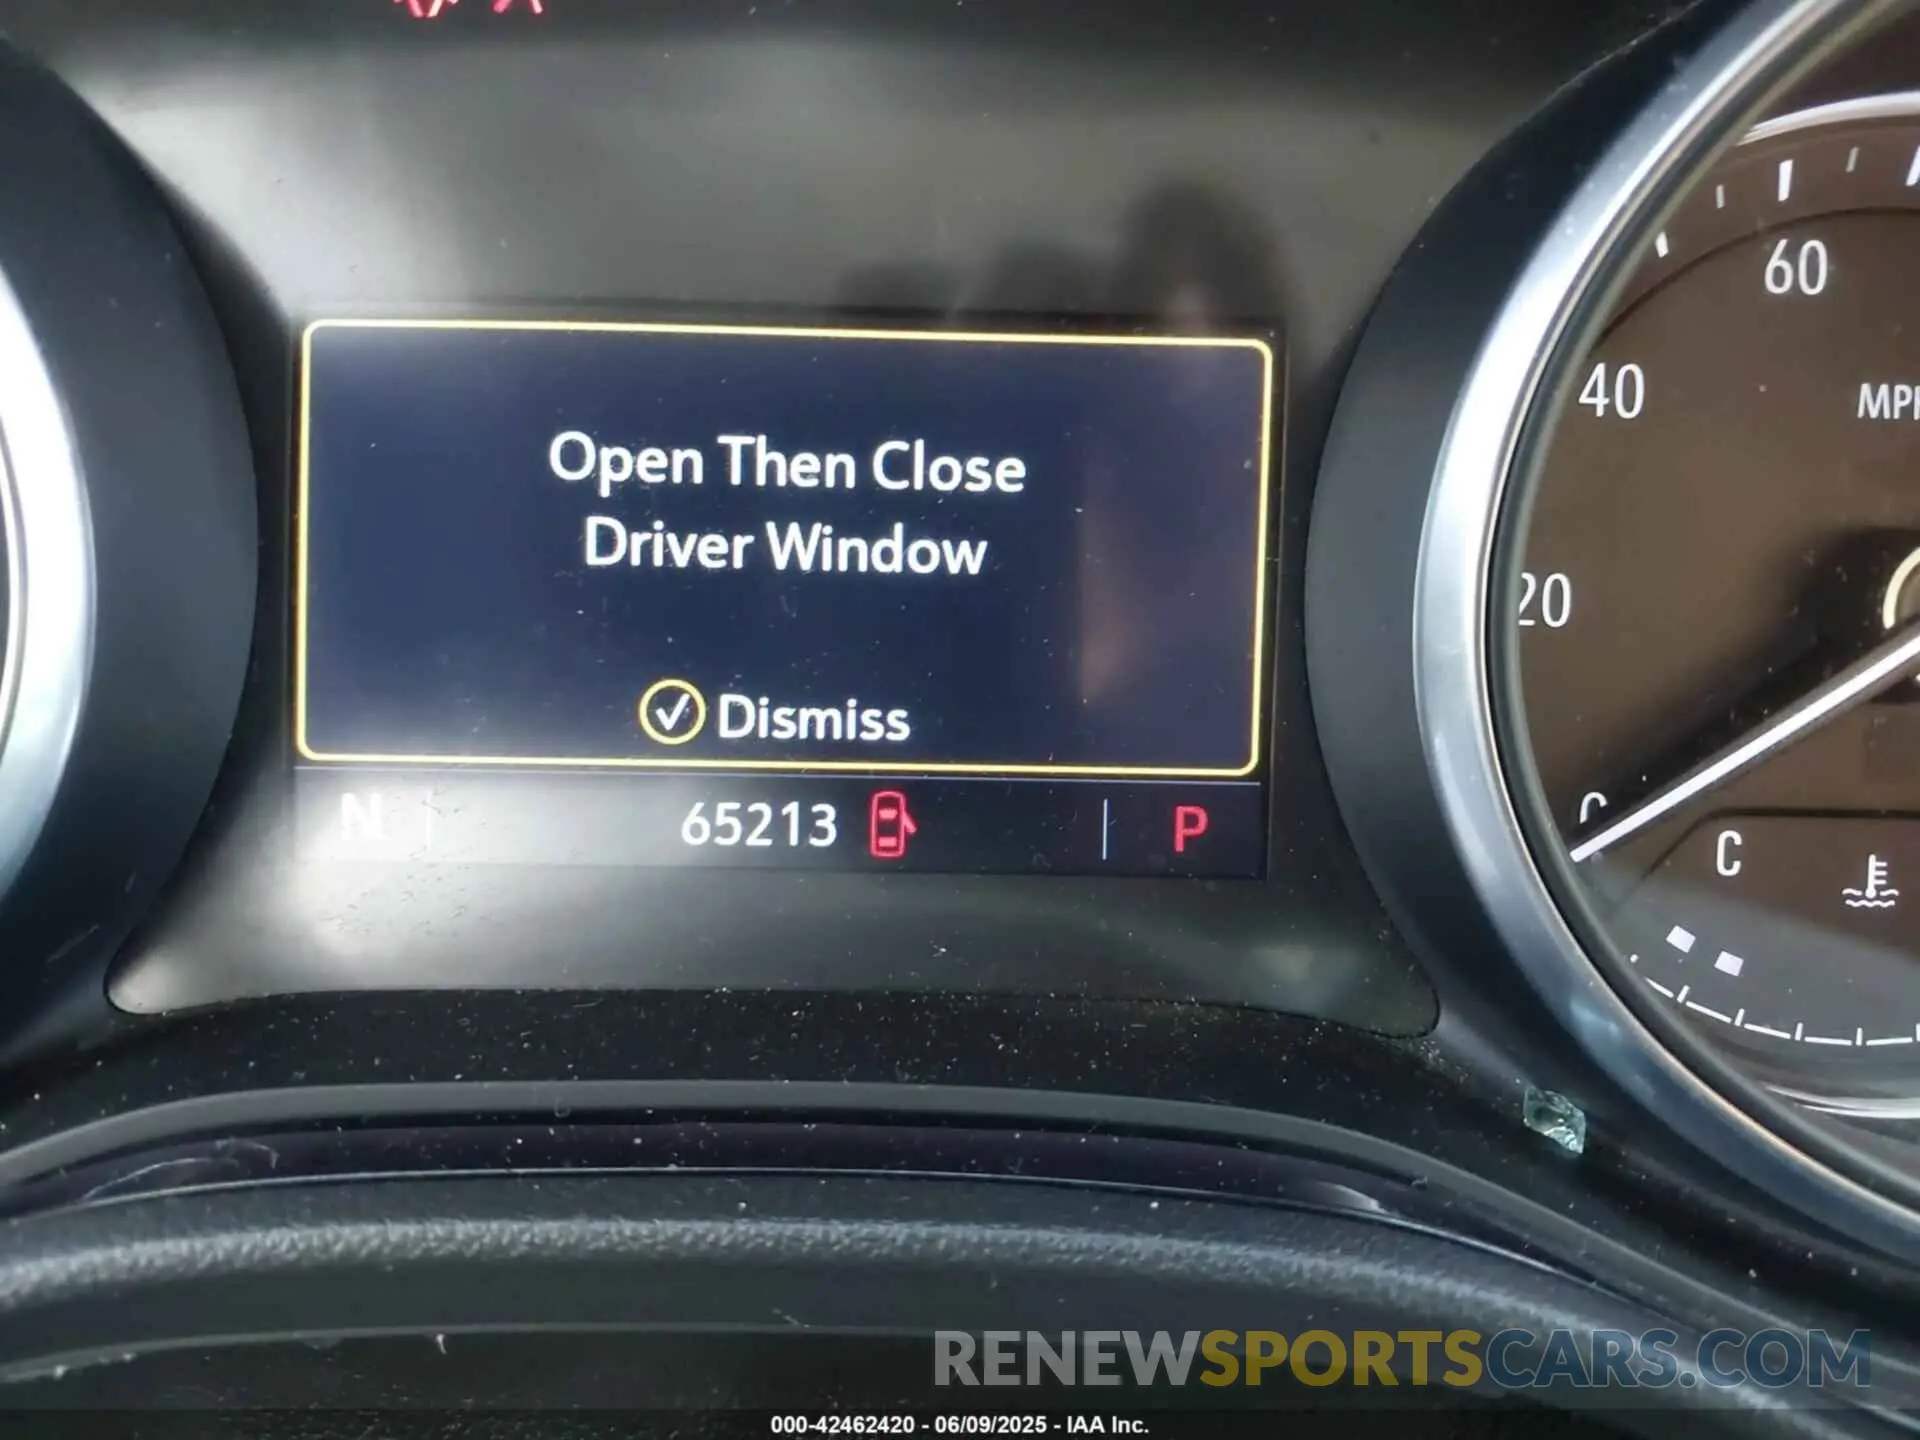 Open Then Close
Driver Window
Dismiss
N 65213 P
60
40
MPH
20
C
C
RENEWSPORTSCARS.COM
000-42462420 - 06/09/2025 - IAA Inc.